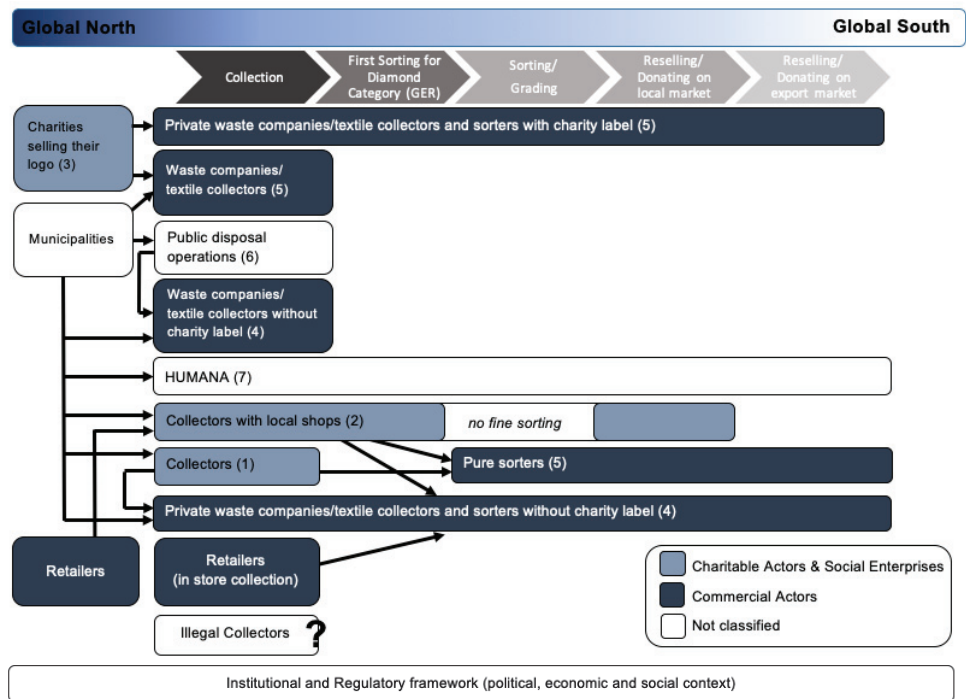 Global North
Global South
Collection
First Sorting for
Diamond
Category (GER)
Sorting/
Grading
Reselling/
Donating on
local market
Reselling/
Donating on
export market
Charities
selling their
logo (3)
Private waste companies/textile collectors and sorters with charity label (5)
Waste companies/
textile collectors (5)
Municipalities
Public disposal
operations (6)
Waste companies/
textile collectors without
charity label (4)
HUMANA (7)
Collectors with local shops (2)
no fine sorting
Collectors (1)
Pure sorters (5)
Private waste companies/textile collectors and sorters without charity label (4)
Retailers
Retailers
(in store collection)
Illegal Collectors ?
Charitable Actors & Social Enterprises
Commercial Actors
Not classified
Institutional and Regulatory framework (political, economic and social context)